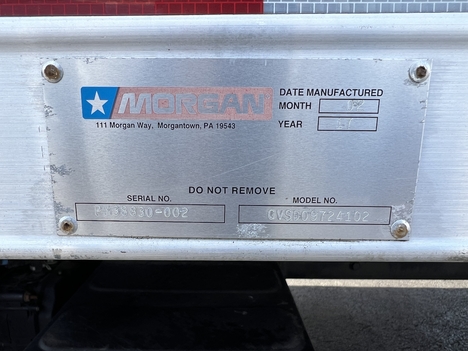 MORGAN
111 Morgan Way, Morgantown, PA 19543
DATE MANUFACTURED
MONTH
YEAR
DO NOT REMOVE
SERIAL NO.
MODEL NO.